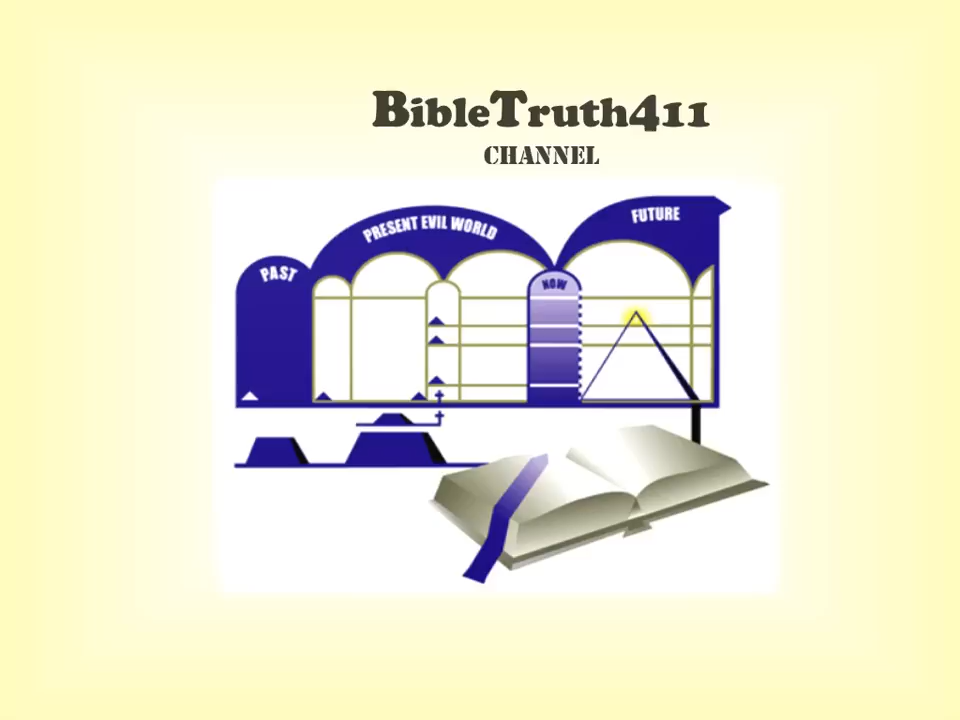 BibleTruth411
CHANNEL
PAST
PRESENT EVIL WORLD
NOW
FUTURE